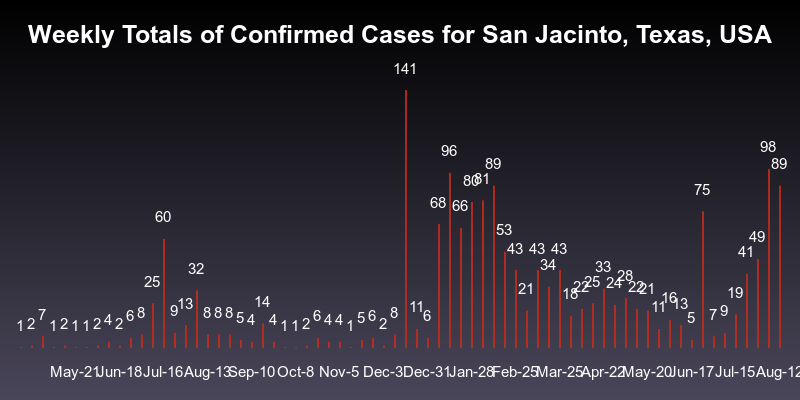 Weekly Totals of Confirmed Cases for San Jacinto, Texas, USA
1 2 7 1 2 1 1 2 4 2 6 8 25 60 9 13 32 8 8 8 5 4 14 4 1 1 2 6 4 4 1 5 6 2 8 141 11 6 68 96 66 80 81 89 53 43 21 43 34 43 18 22 25 33 24 28 22 21 11 16 13 5 75 7 9 19 41 49 98 89
May-21 Jun-18 Jul-16 Aug-13 Sep-10 Oct-8 Nov-5 Dec-3 Dec-31 Jan-28 Feb-25 Mar-25 Apr-22 May-20 Jun-17 Jul-15 Aug-12